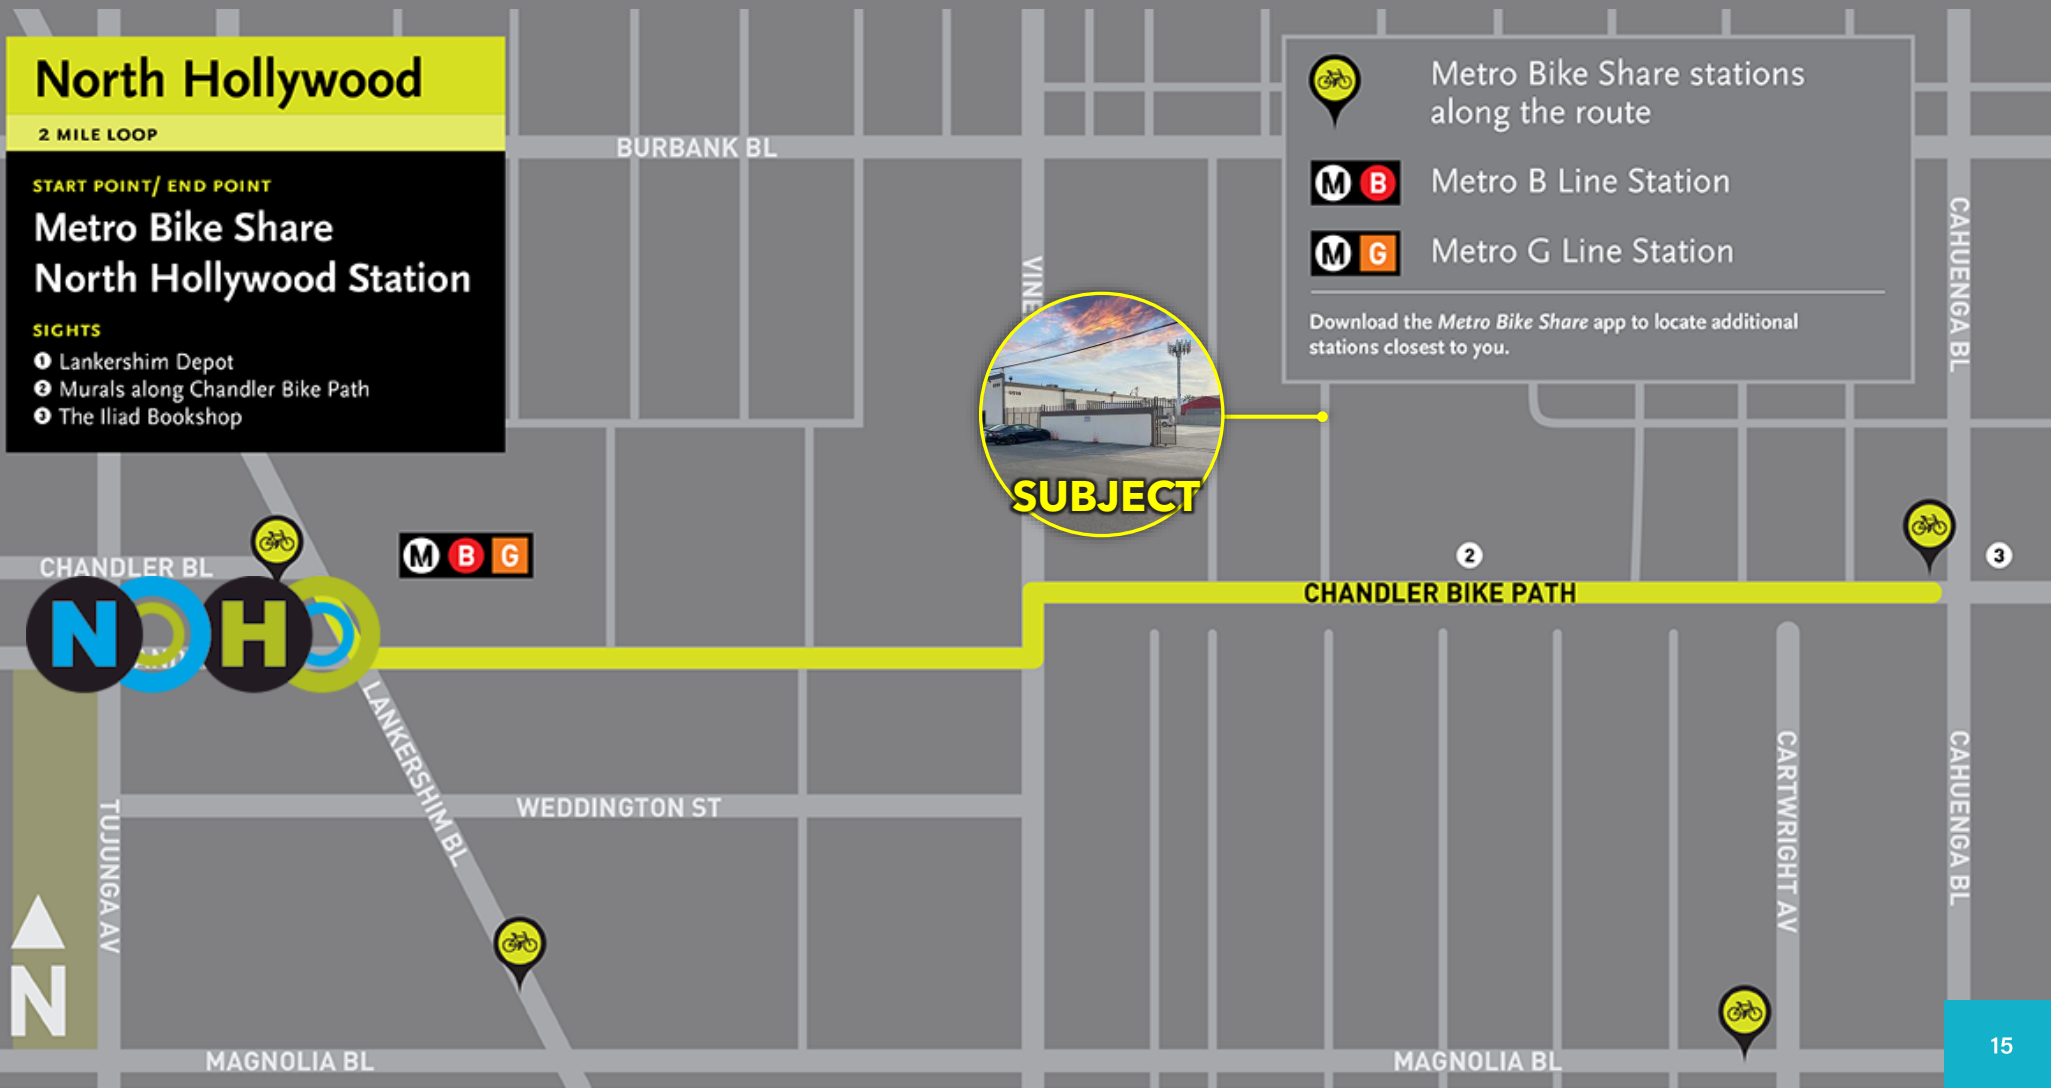 North Hollywood
2 MILE LOOP
START POINT/ END POINT
Metro Bike Share
North Hollywood Station
SIGHTS
1 Lankershim Depot
2 Murals along Chandler Bike Path
3 The Iliad Bookshop
Metro Bike Share stations
along the route
M B Metro B Line Station
M G Metro G Line Station
Download the Metro Bike Share app to locate additional
stations closest to you.
BURBANK BL
VINE
CAHUENGA BL
SUBJECT
CHANDLER BL
M B G
2
3
CHANDLER BIKE PATH
NOHO
LANKERSHIM BL
WEDDINGTON ST
TUJUNGA AV
CARTWRIGHT AV
CAHUENGA BL
N
MAGNOLIA BL
MAGNOLIA BL
15